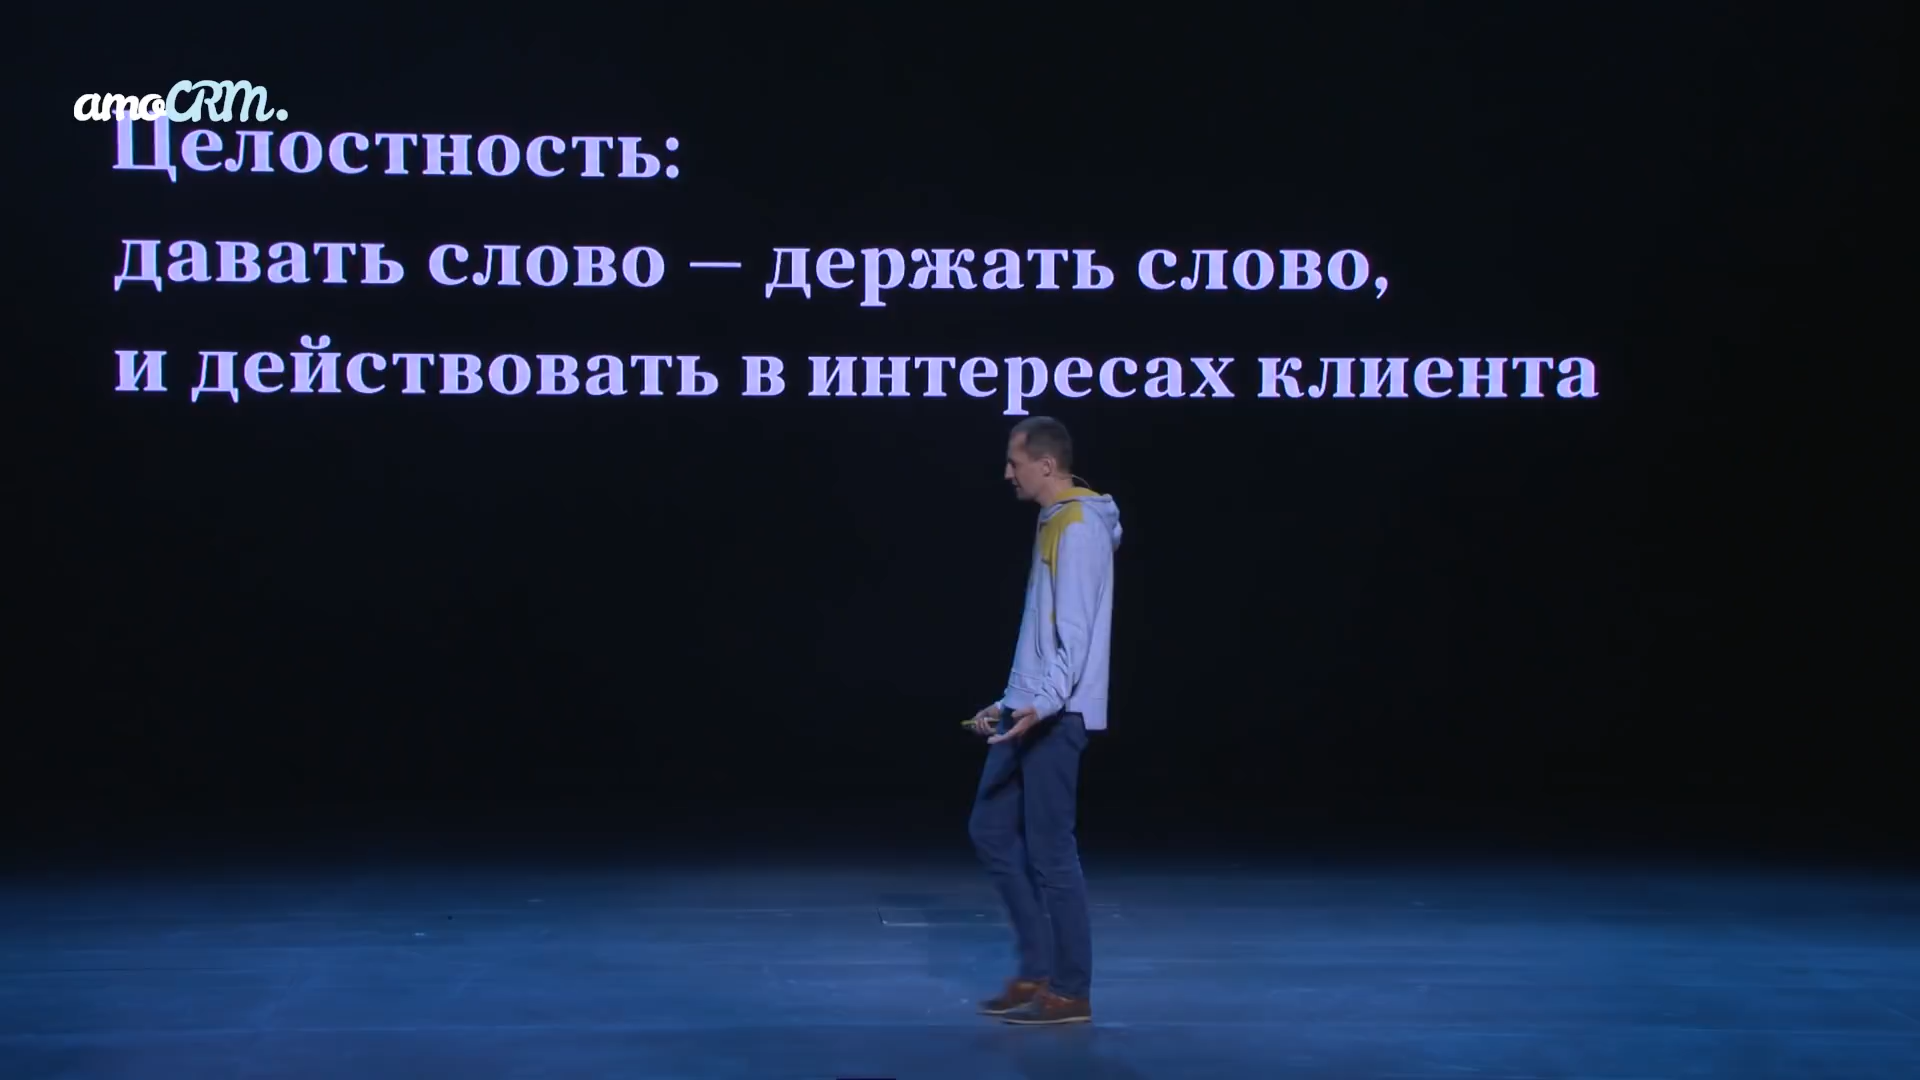 amoCRM.
Целостность:
давать слово — держать слово,
и действовать в интересах клиента